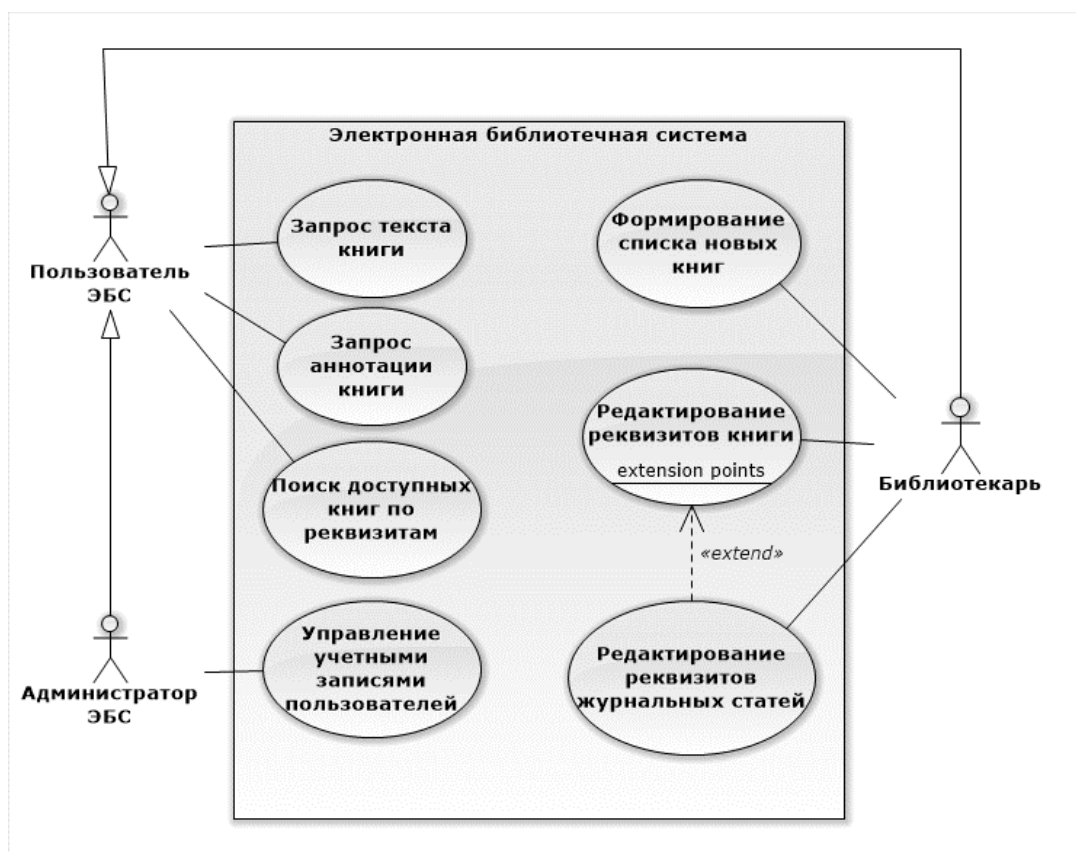 Электронная библиотечная система
Запрос текста
книги
Формирование
списка новых
книг
Пользователь
ЭБС
Запрос
аннотации
книги
Редактирование
реквизитов книги
extension points
Библиотекарь
Поиск доступных
книг по
реквизитам
«extend»
Управление
учетными
записями
пользователей
Редактирование
реквизитов
журнальных статей
Администратор
ЭБС